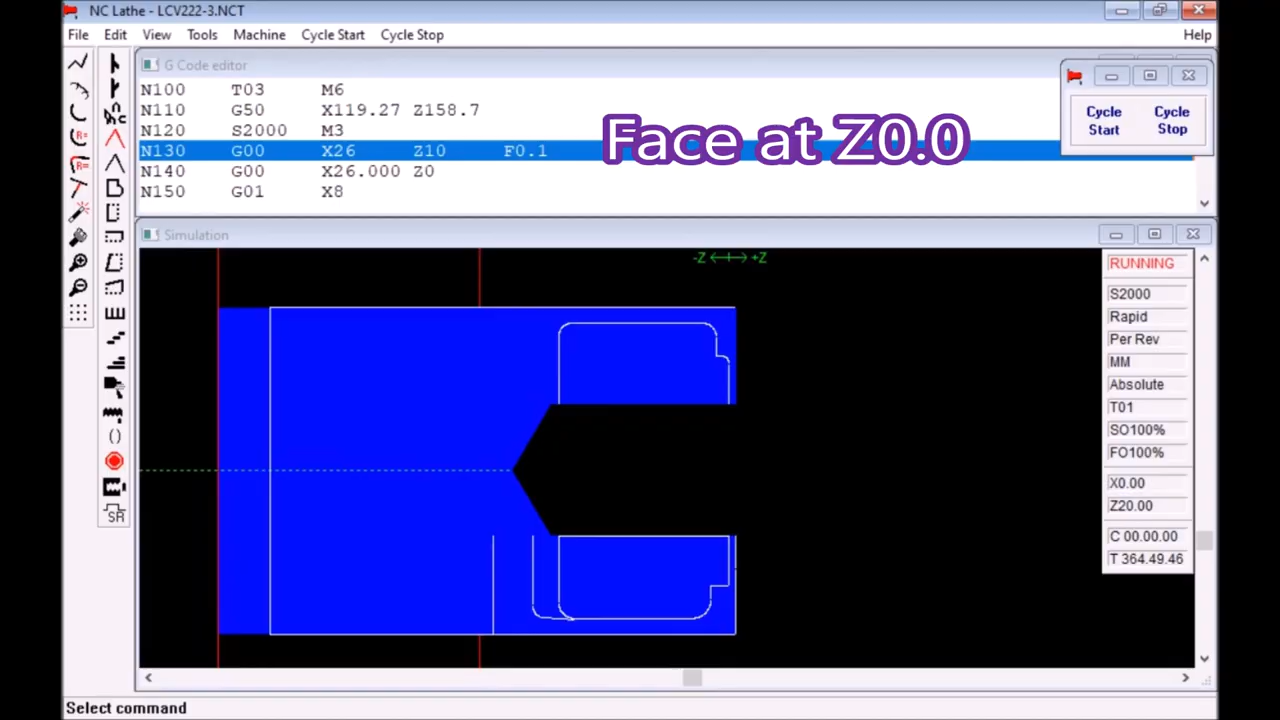 NC Lathe - LCV222-3.NCT
File Edit View Tools Machine Cycle Start Cycle Stop Help
G Code editor
N100 T03 M6
N110 G50 X119.27 Z158.7
N120 S2000 M3
N130 G00 X26 Z10 F0.1
N140 G00 X26.000 Z0
N150 G01 X8
Face at Z0.0
Cycle Start
Cycle Stop
Simulation
-Z +Z
RUNNING
S2000
Rapid
Per Rev
MM
Absolute
T01
SO100%
FO100%
X0.00
Z20.00
C 00.00.00
T 364.49.46
R=
R=
( )
SR
Select command